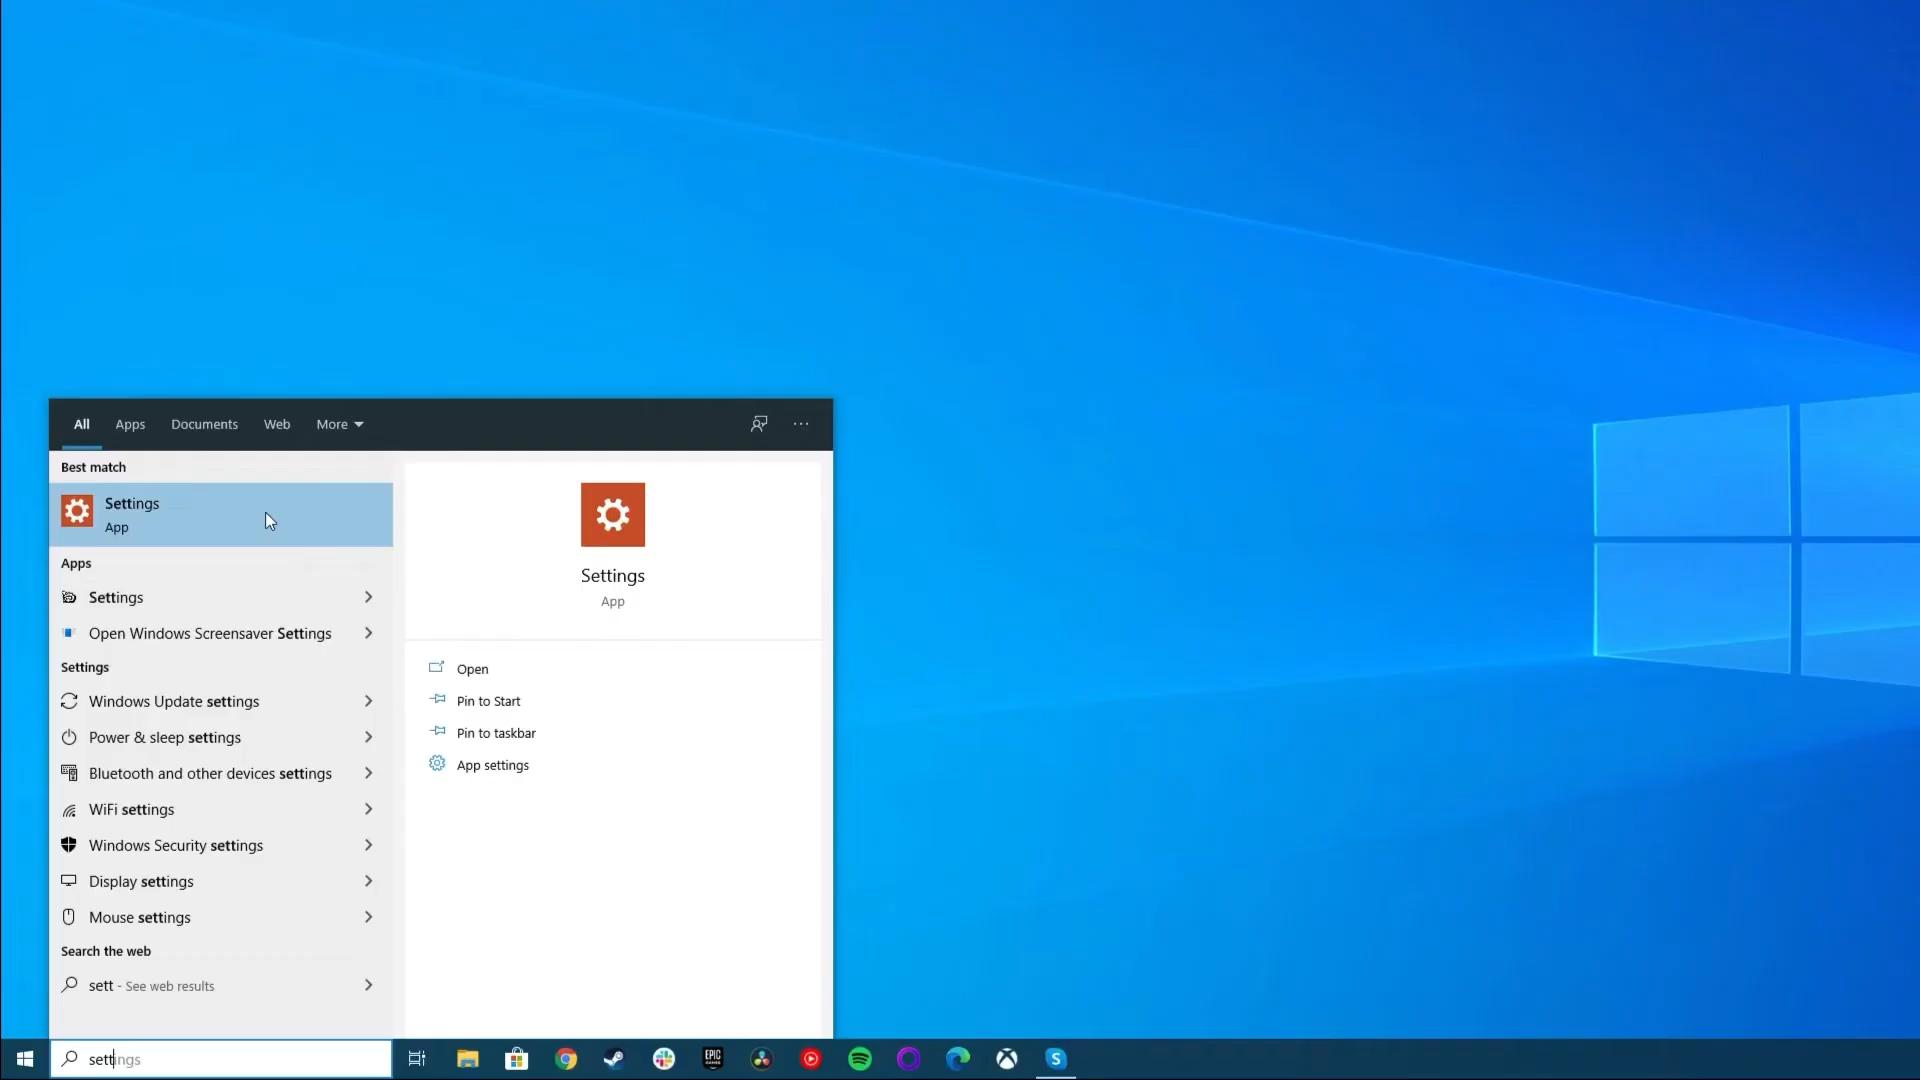 All Apps Documents Web More
Best match
Settings
App
Apps
Settings
Open Windows Screensaver Settings
Settings
Windows Update settings
Power & sleep settings
Bluetooth and other devices settings
WiFi settings
Windows Security settings
Display settings
Mouse settings
Search the web
sett - See web results
Settings
App
Open
Pin to Start
Pin to taskbar
App settings
settings
EPIC
GAMES
S